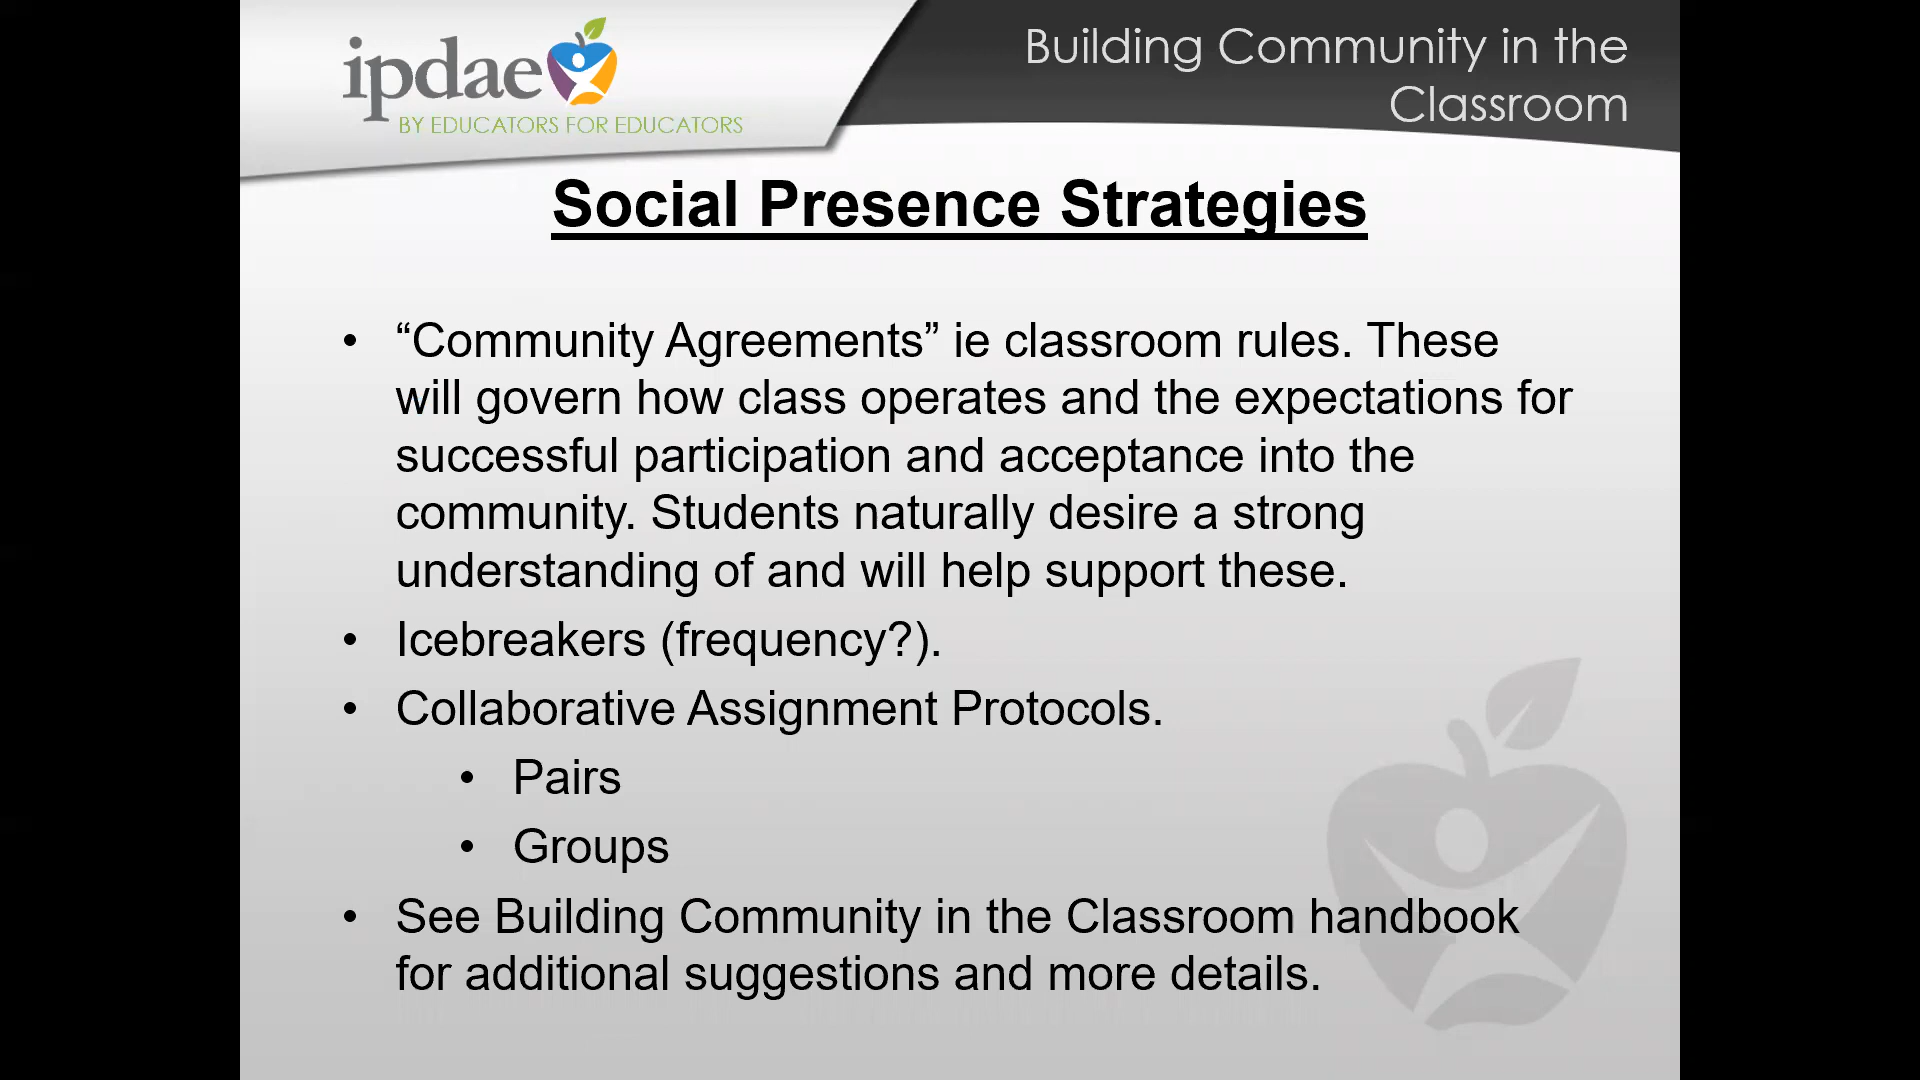 ipdae
BY EDUCATORS FOR EDUCATORS
Building Community in the
Classroom
Social Presence Strategies
• “Community Agreements” ie classroom rules. These
will govern how class operates and the expectations for
successful participation and acceptance into the
community. Students naturally desire a strong
understanding of and will help support these.
• Icebreakers (frequency?).
• Collaborative Assignment Protocols.
• Pairs
• Groups
• See Building Community in the Classroom handbook
for additional suggestions and more details.